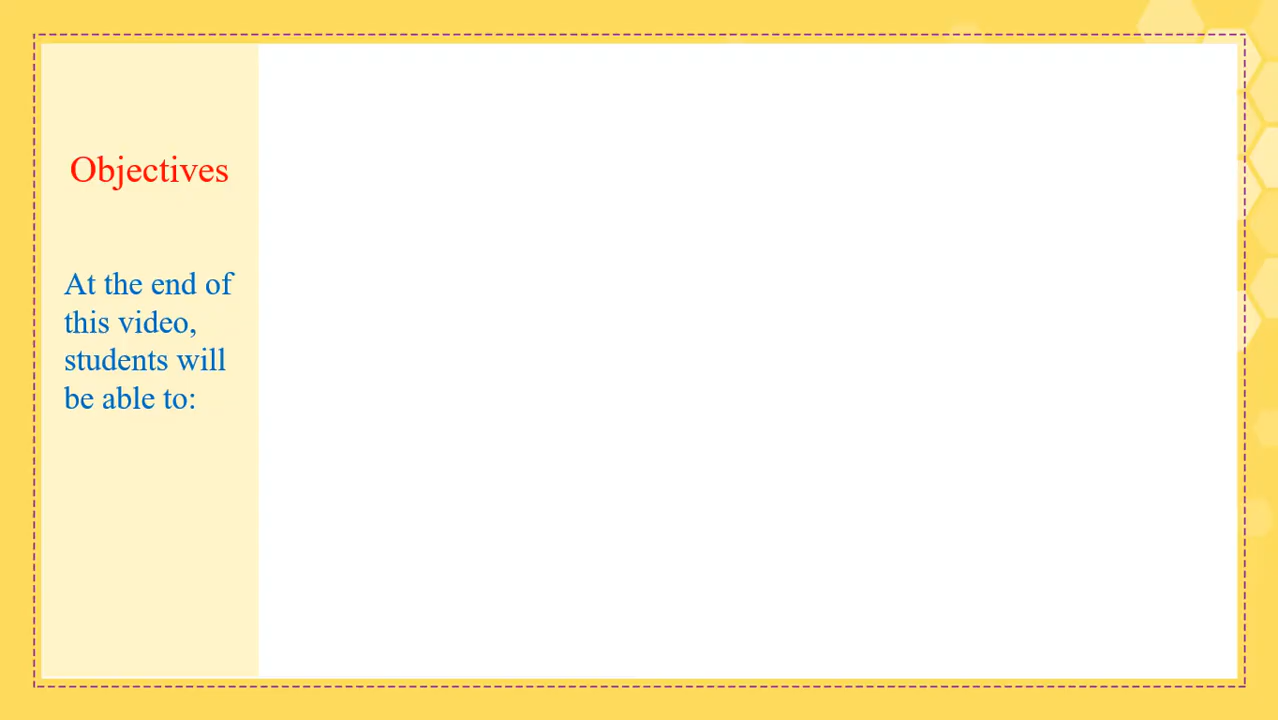 Objectives
At the end of
this video,
students will
be able to: